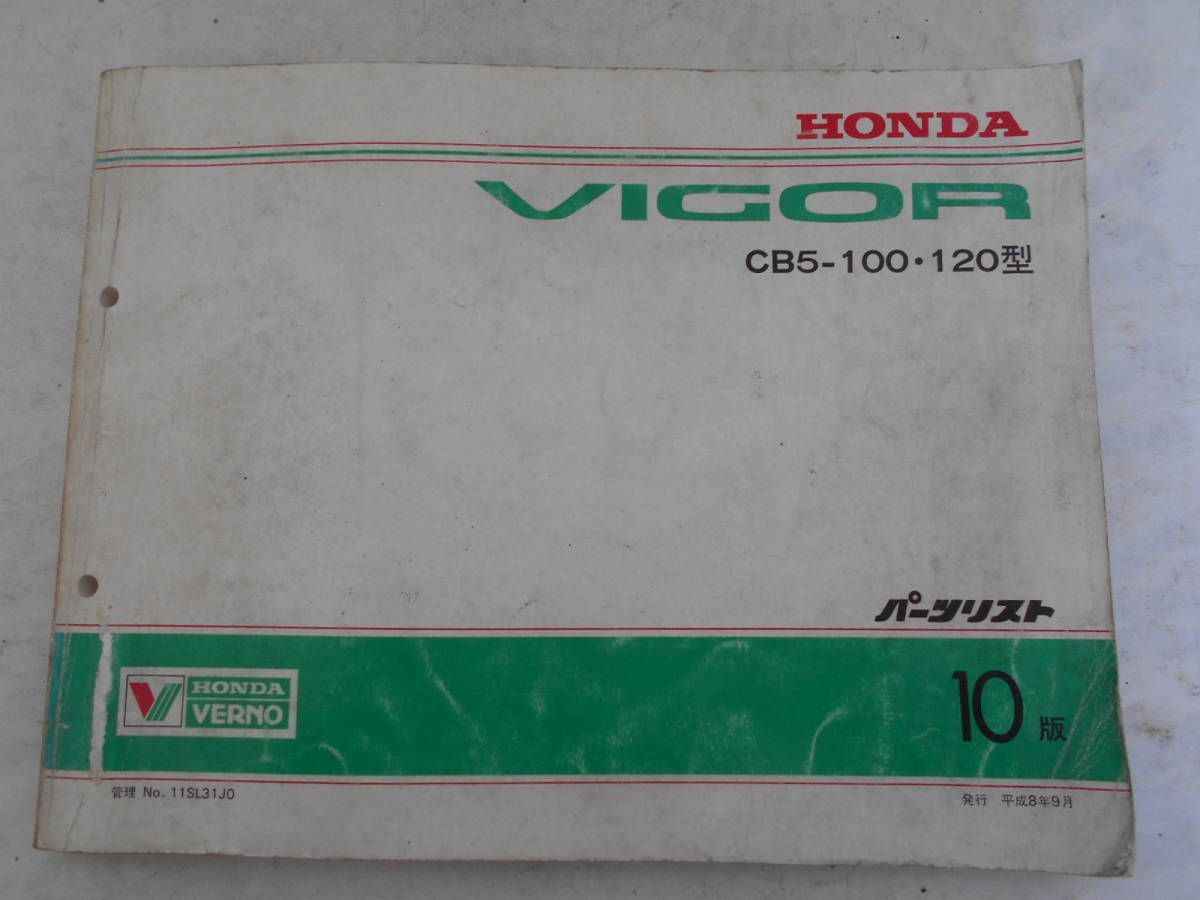 HONDA
VIGOR
CB5-100・120型
パーツリスト
HONDA
VERNO
10版
管理 No. 11SL31J0
発行 平成8年9月